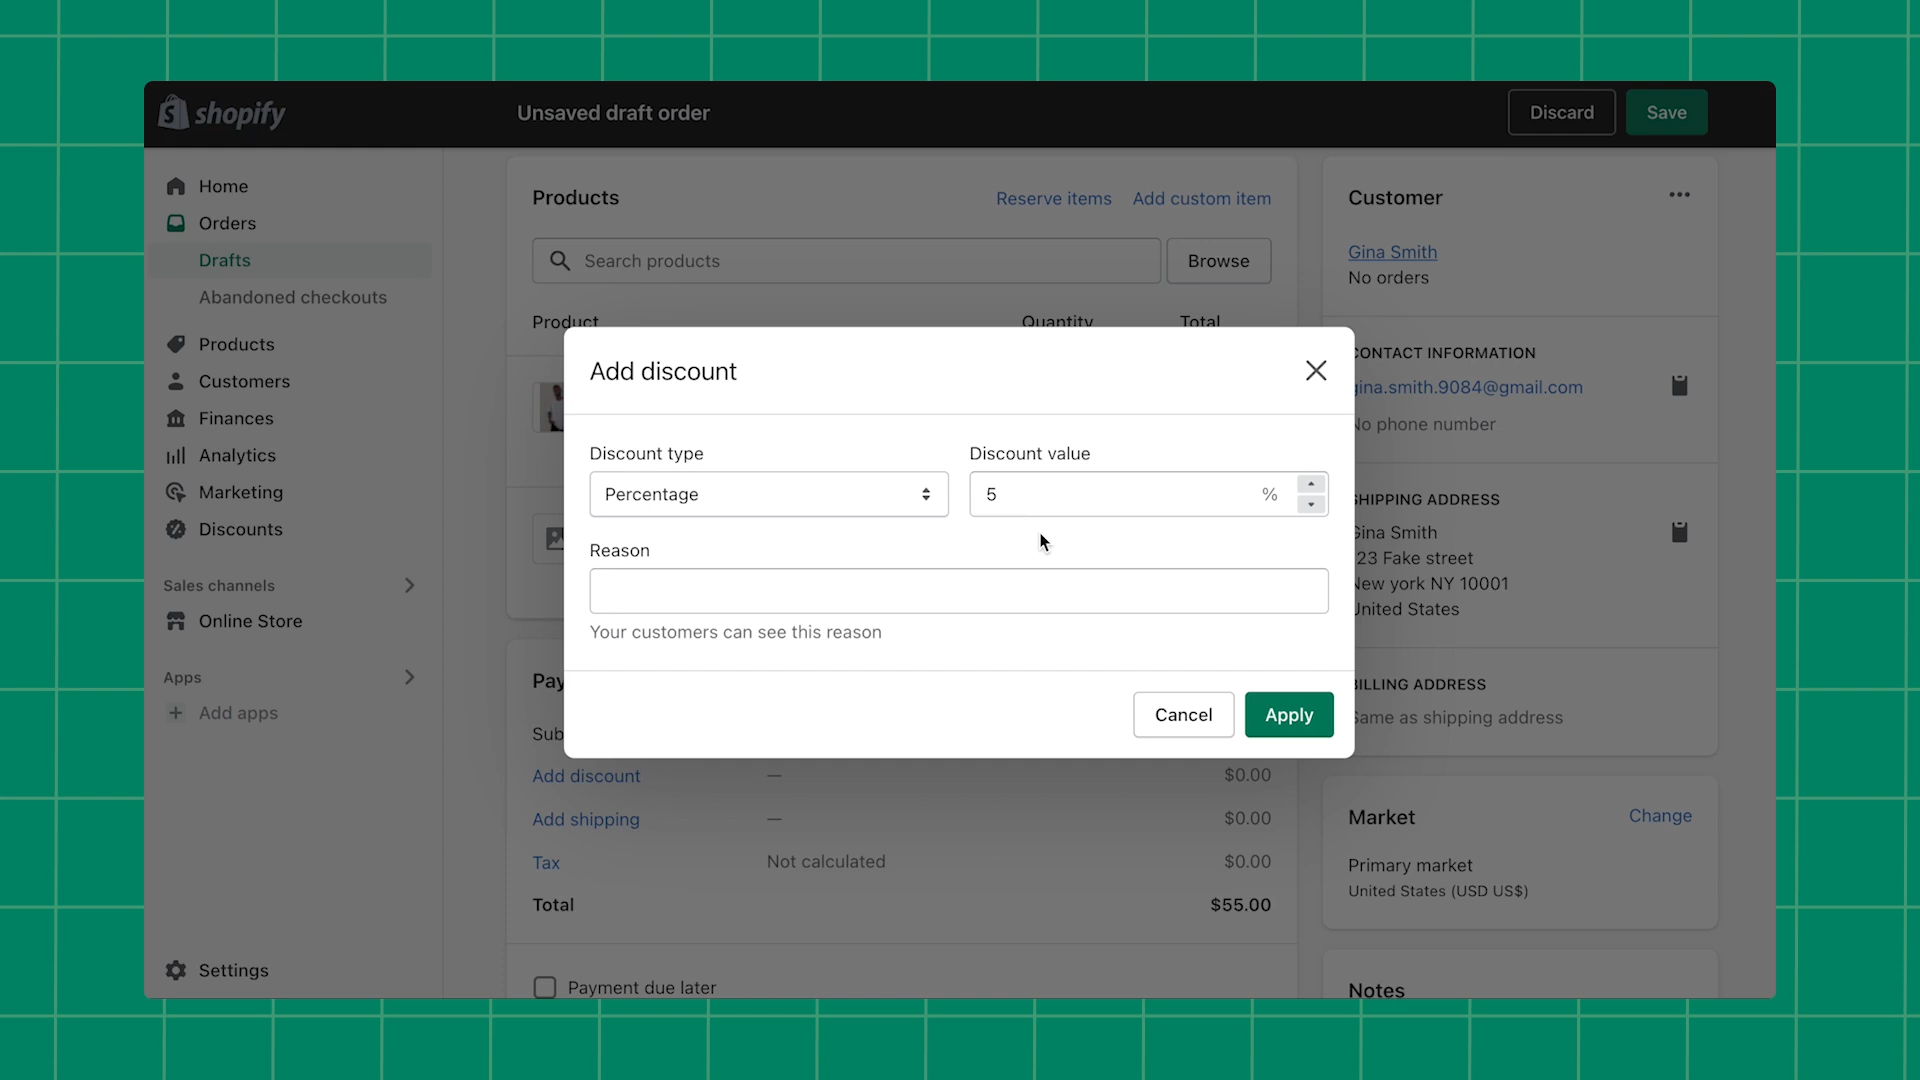 shopify
Unsaved draft order
Discard
Save
Home
Orders
Drafts
Abandoned checkouts
Products
Customers
Finances
Analytics
Marketing
Discounts
Sales channels
Online Store
Apps
Add apps
Settings
Products
Reserve items
Add custom item
Search products
Browse
Product
Quantity
Total
Add discount
Discount type
Discount value
Percentage
5
%
Reason
Your customers can see this reason
Cancel
Apply
Add discount
—
$0.00
Add shipping
—
$0.00
Tax
Not calculated
$0.00
Total
$55.00
Payment due later
Customer
Gina Smith
No orders
CONTACT INFORMATION
gina.smith.9084@gmail.com
No phone number
SHIPPING ADDRESS
Gina Smith
23 Fake street
New york NY 10001
United States
BILLING ADDRESS
Same as shipping address
Market
Change
Primary market
United States (USD US$)
Notes